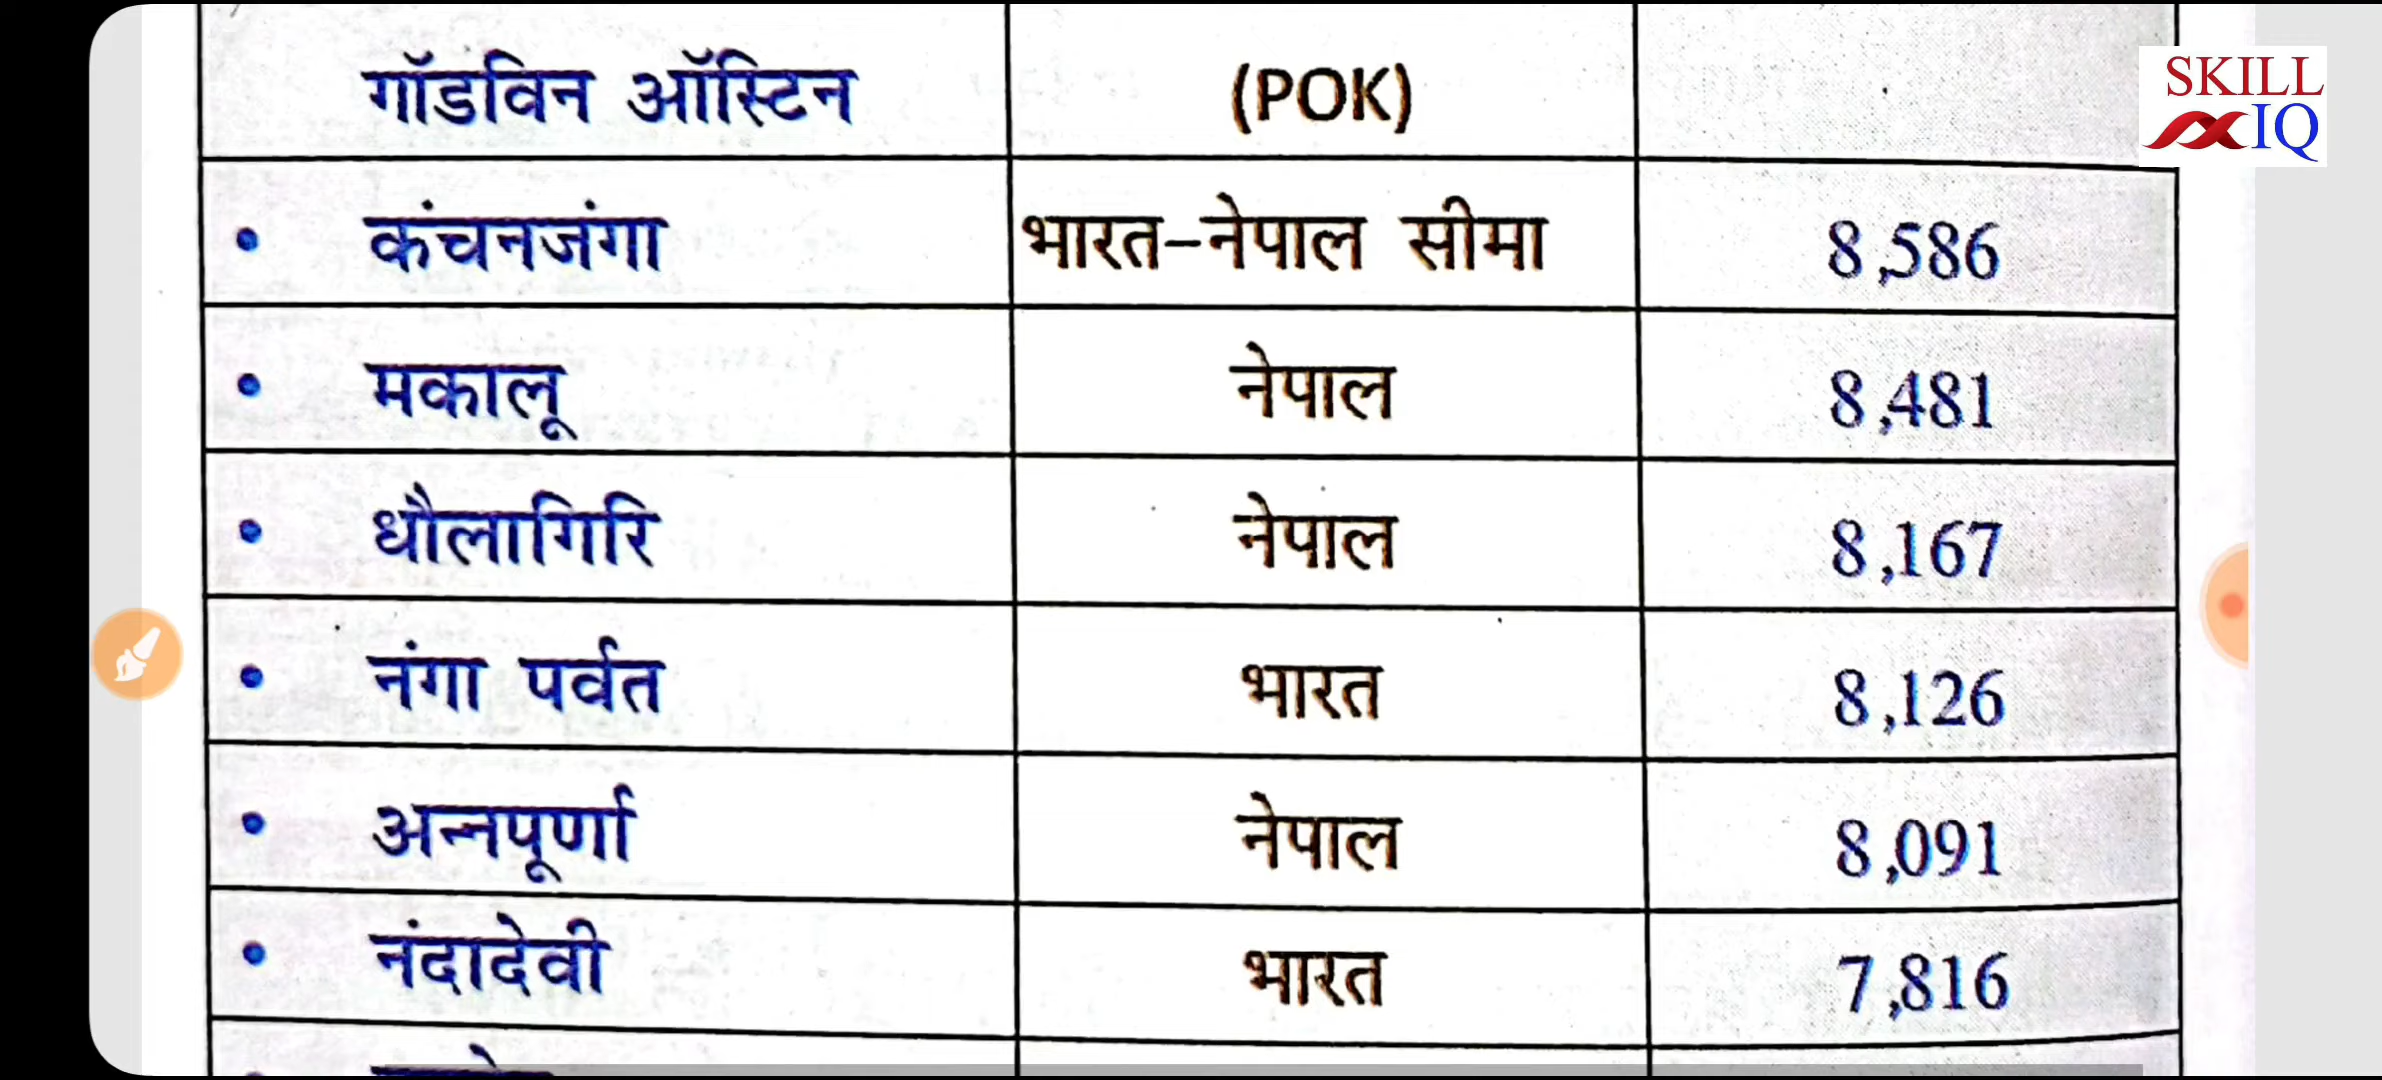 गॉडविन ऑस्टिन (POK)
• कंचनजंगा भारत–नेपाल सीमा 8,586
• मकालू नेपाल 8,481
• धौलागिरि नेपाल 8,167
• नंगा पर्वत भारत 8,126
• अन्नपूर्णा नेपाल 8,091
• नंदादेवी भारत 7,816
SKILL
IQ